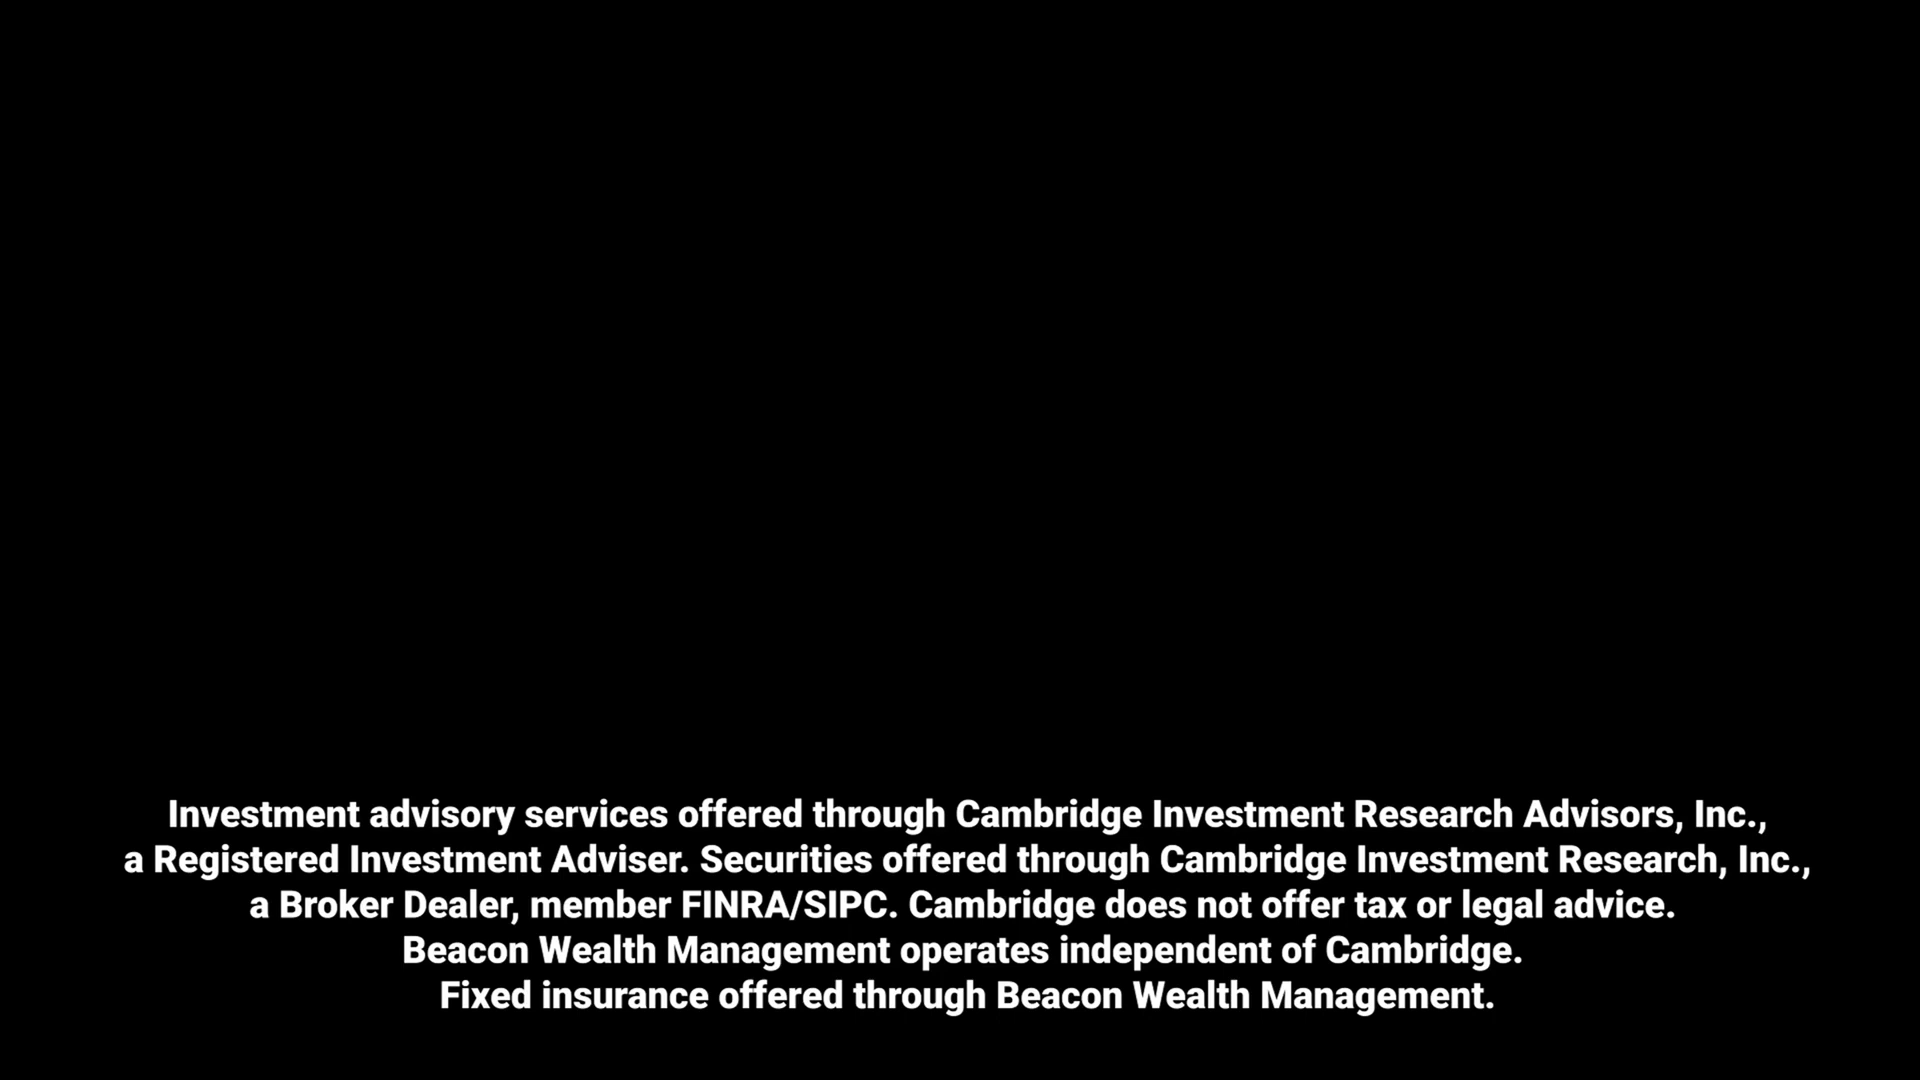 Investment advisory services offered through Cambridge Investment Research Advisors, Inc.,
a Registered Investment Adviser. Securities offered through Cambridge Investment Research, Inc.,
a Broker Dealer, member FINRA/SIPC. Cambridge does not offer tax or legal advice.
Beacon Wealth Management operates independent of Cambridge.
Fixed insurance offered through Beacon Wealth Management.